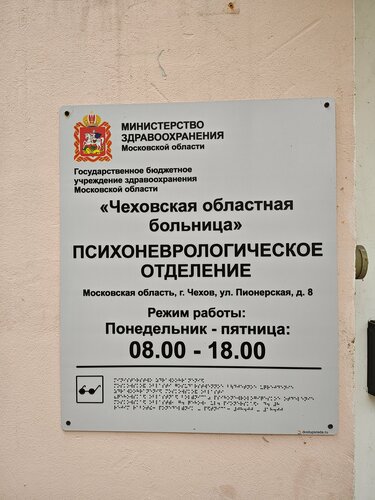 МИНИСТЕРСТВО
ЗДРАВООХРАНЕНИЯ
Московской области
Государственное бюджетное
учреждение здравоохранения
Московской области
«Чеховская областная
больница»
ПСИХОНЕВРОЛОГИЧЕСКОЕ
ОТДЕЛЕНИЕ
Московская область, г. Чехов, ул. Пионерская, д. 8
Режим работы:
Понедельник - пятница:
08.00 - 18.00